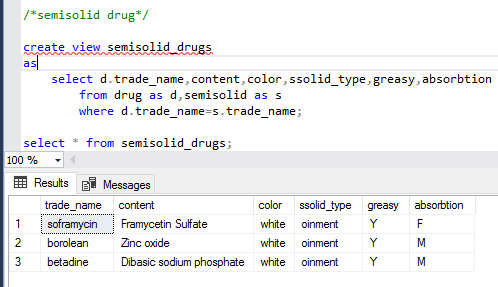 /*semisolid drug*/
create view semisolid_drugs
as
select d.trade_name,content,color,ssolid_type,greasy,absorbtion
from drug as d,semisolid as s
where d.trade_name=s.trade_name;
select * from semisolid_drugs;
100 %
Results Messages
trade_name content color ssolid_type greasy absorbtion
1 soframycin Framycetin Sulfate white oinment Y F
2 borolean Zinc oxide white oinment Y M
3 betadine Dibasic sodium phosphate white oinment Y M